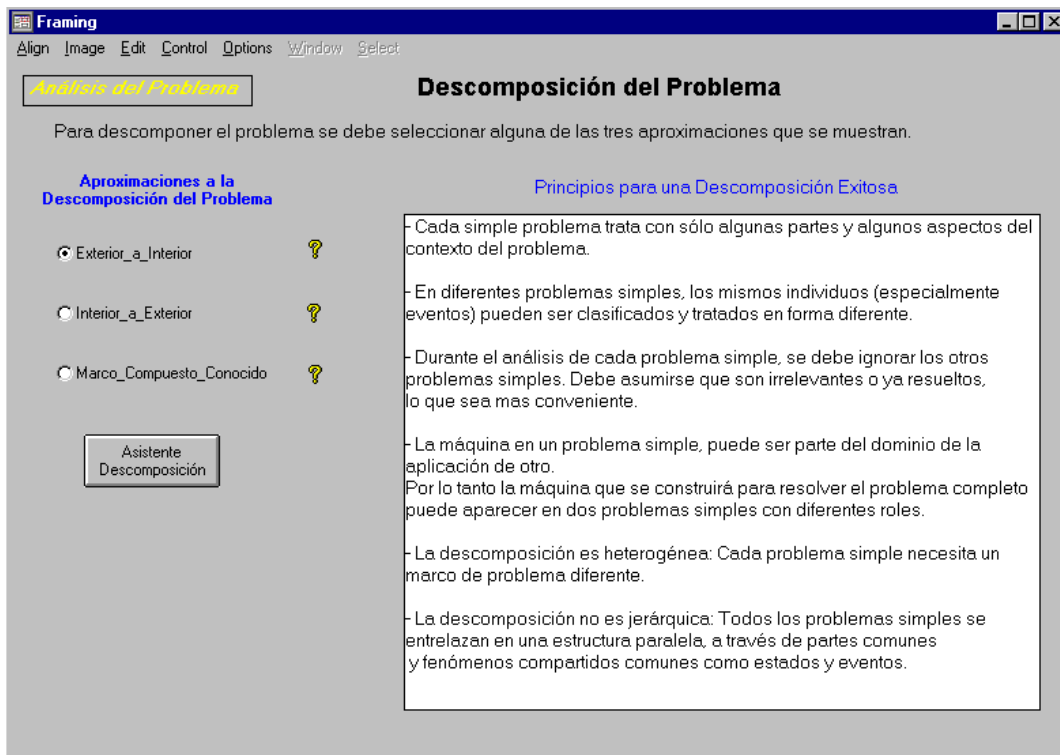 Framing
Align Image Edit Control Options Window Select
Análisis del Problema
Descomposición del Problema
Para descomponer el problema se debe seleccionar alguna de las tres aproximaciones que se muestran.
Aproximaciones a la
Descomposición del Problema
Exterior_a_Interior
?
Interior_a_Exterior
?
Marco_Compuesto_Conocido
?
Asistente
Descomposición
Principios para una Descomposición Exitosa
- Cada simple problema trata con sólo algunas partes y algunos aspectos del
contexto del problema.
- En diferentes problemas simples, los mismos individuos (especialmente
eventos) pueden ser clasificados y tratados en forma diferente.
- Durante el análisis de cada problema simple, se debe ignorar los otros
problemas simples. Debe asumirse que son irrelevantes o ya resueltos,
lo que sea mas conveniente.
- La máquina en un problema simple, puede ser parte del dominio de la
aplicación de otro.
Por lo tanto la máquina que se construirá para resolver el problema completo
puede aparecer en dos problemas simples con diferentes roles.
- La descomposición es heterogénea: Cada problema simple necesita un
marco de problema diferente.
- La descomposición no es jerárquica: Todos los problemas simples se
entrelazan en una estructura paralela, a través de partes comunes
y fenómenos compartidos comunes como estados y eventos.